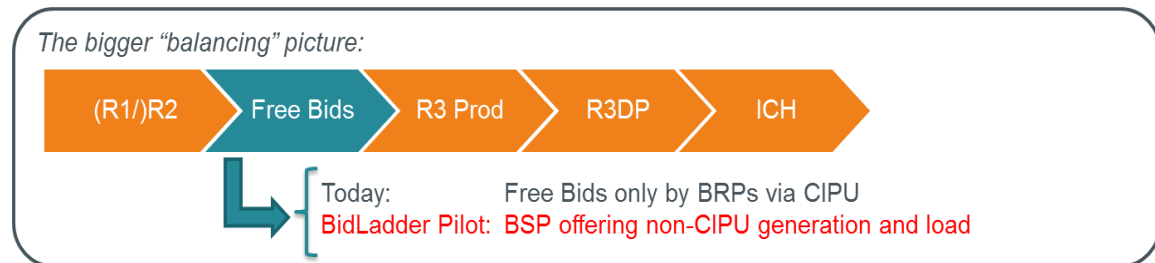 The bigger “balancing” picture:
(R1/)R2 Free Bids R3 Prod R3DP ICH
Today: Free Bids only by BRPs via CIPU
BidLadder Pilot: BSP offering non-CIPU generation and load